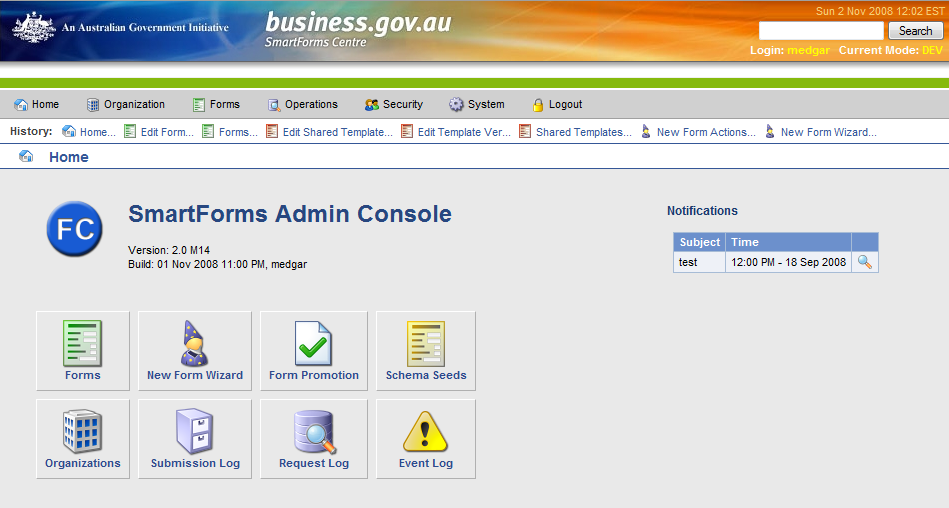 An Australian Government Initiative
business.gov.au
SmartForms Centre
Sun 2 Nov 2008 12:02 EST
Search
Login: medgar Current Mode: DEV
Home Organization Forms Operations Security System Logout
History: Home... Edit Form... Forms... Edit Shared Template... Edit Template Ver... Shared Templates... New Form Actions... New Form Wizard...
Home
FC
SmartForms Admin Console
Version: 2.0 M14
Build: 01 Nov 2008 11:00 PM, medgar
Notifications
Subject Time
test 12:00 PM - 18 Sep 2008
Forms New Form Wizard Form Promotion Schema Seeds
Organizations Submission Log Request Log Event Log